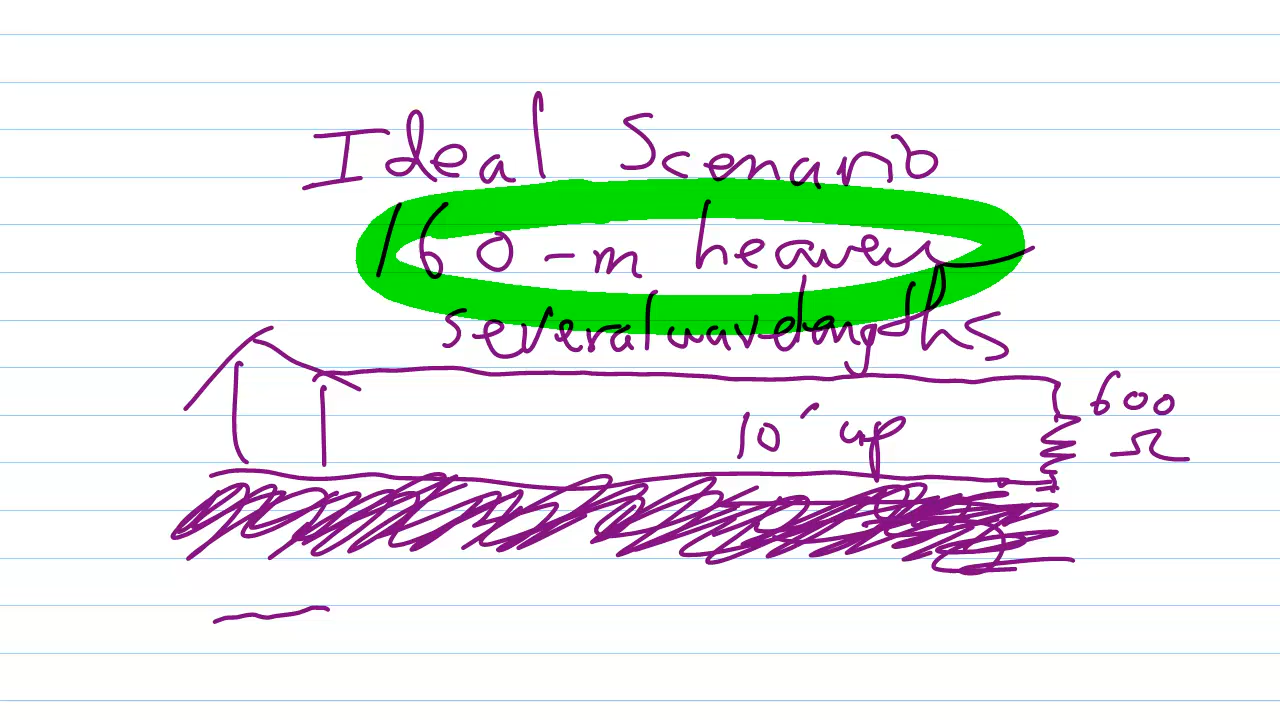 Ideal Scenario
160-m heaven
several wavelengths
10' up
600
Ω